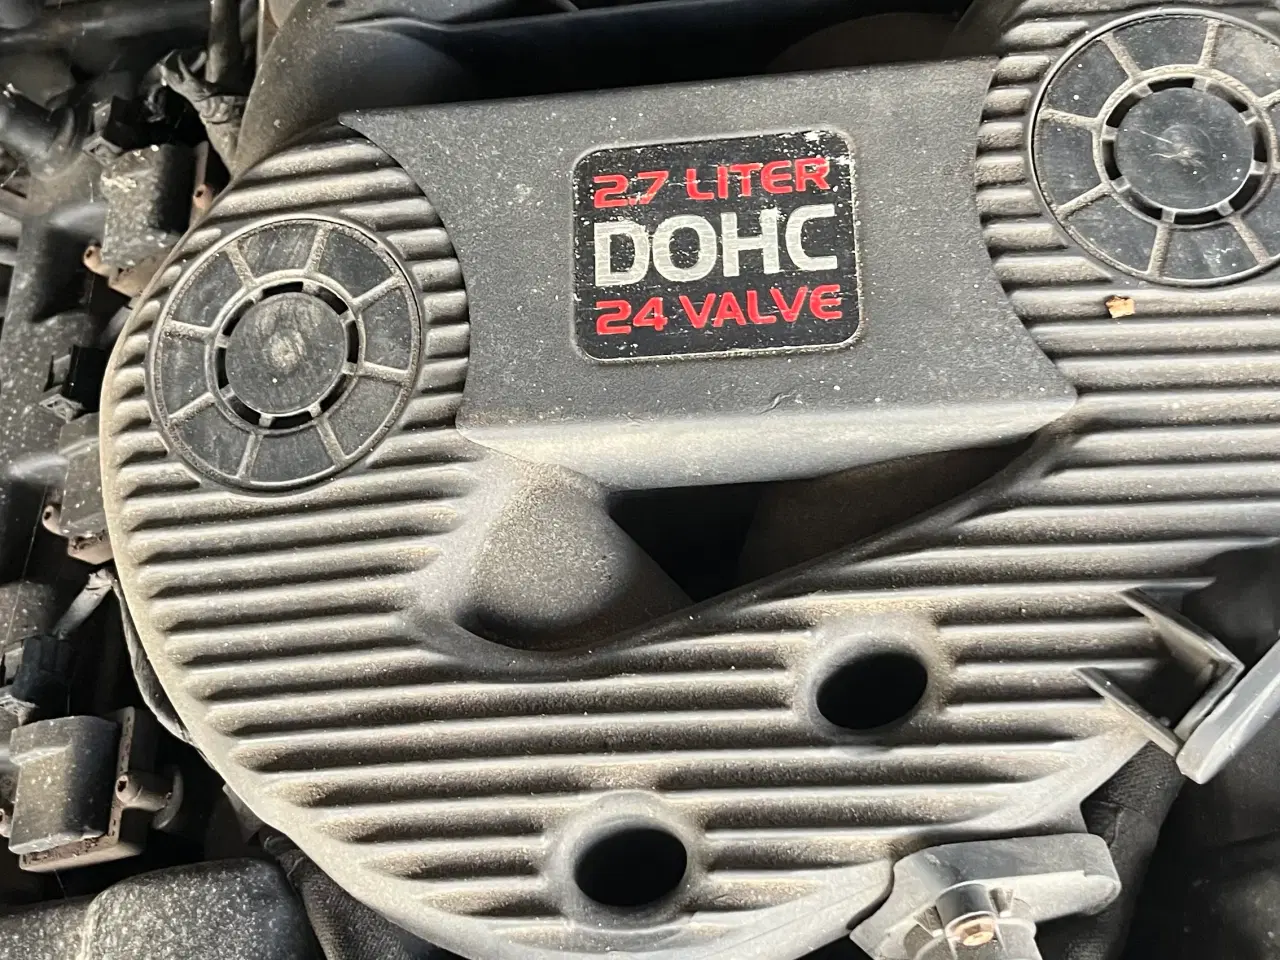 2.7 LITER
DOHC
24 VALVE